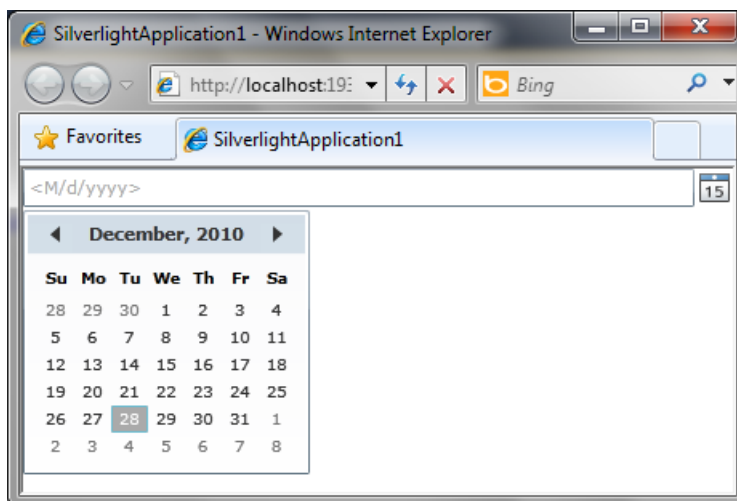 SilverlightApplication1 - Windows Internet Explorer
http://localhost:193 Bing
Favorites SilverlightApplication1
<M/d/yyyy> 15
December, 2010
Su Mo Tu We Th Fr Sa
28 29 30 1 2 3 4
5 6 7 8 9 10 11
12 13 14 15 16 17 18
19 20 21 22 23 24 25
26 27 28 29 30 31 1
2 3 4 5 6 7 8